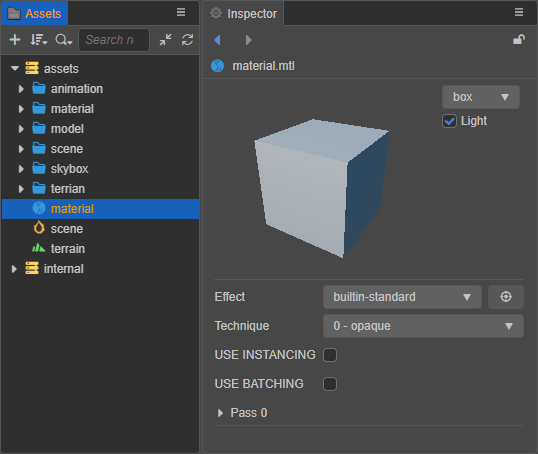 Assets
Search n
assets
animation
material
model
scene
skybox
terrian
material
scene
terrain
internal
Inspector
material.mtl
box
Light
Effect
builtin-standard
Technique
0 - opaque
USE INSTANCING
USE BATCHING
Pass 0